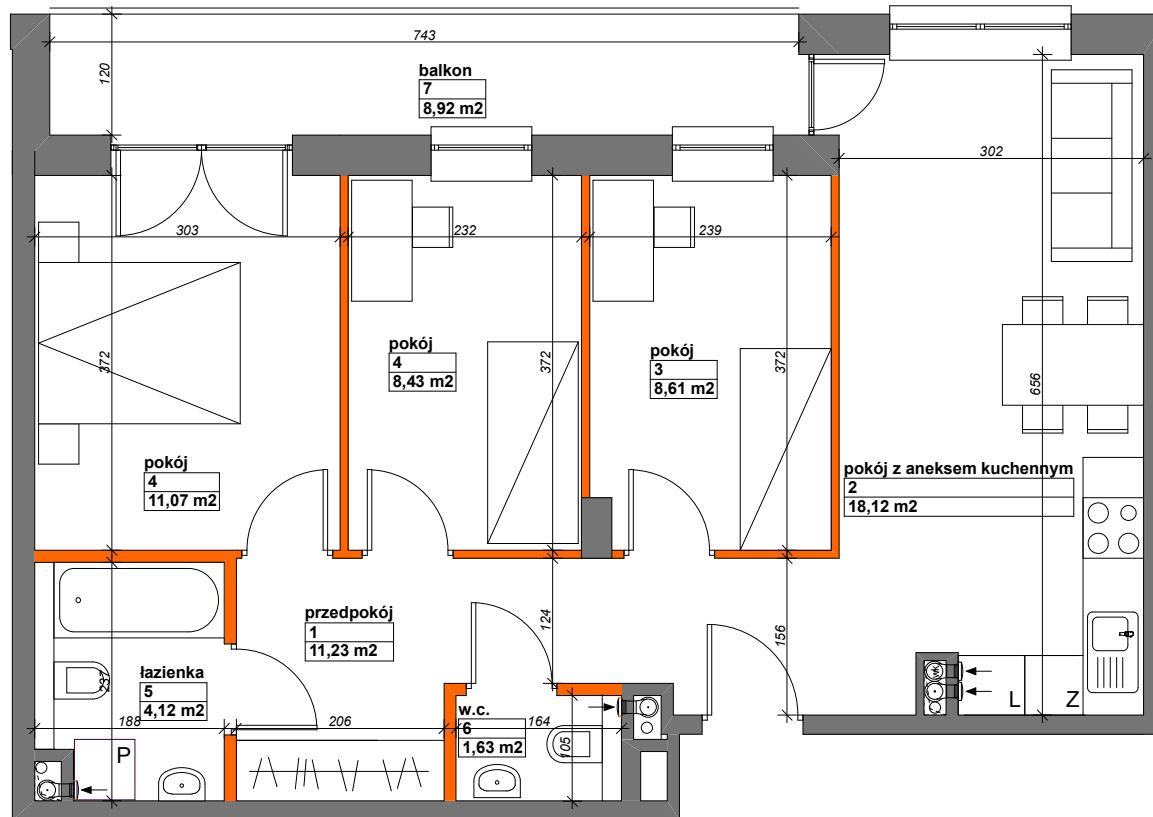 743
120
balkon
7
8,92 m2
302
303
232
239
372
372
372
656
pokój
4
8,43 m2
pokój
3
8,61 m2
pokój
4
11,07 m2
pokój z aneksem kuchennym
2
18,12 m2
przedpokój
1
11,23 m2
124
156
237
łazienka
5
4,12 m2
L
Z
188
206
w.c.
164
6
1,63 m2
105
P